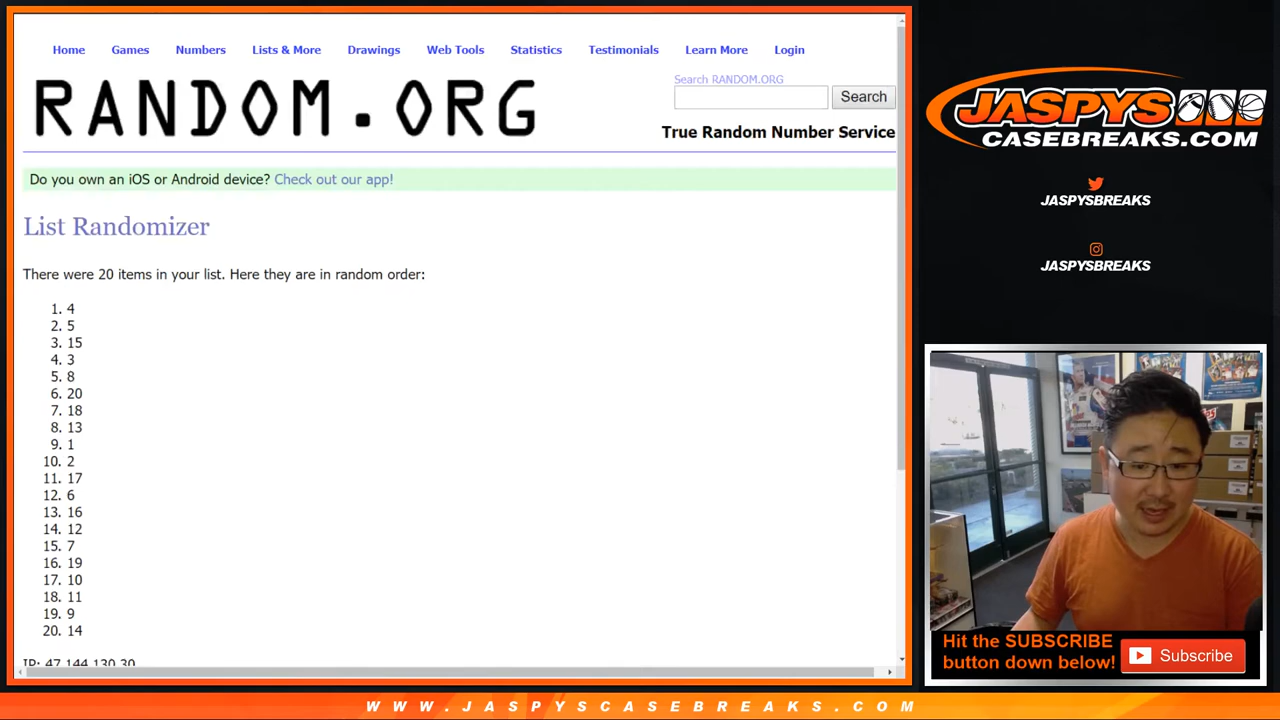 Home Games Numbers Lists & More Drawings Web Tools Statistics Testimonials Learn More Login
RANDOM.ORG
Search RANDOM.ORG
Search
True Random Number Service
Do you own an iOS or Android device? Check out our app!
List Randomizer
There were 20 items in your list. Here they are in random order:
1. 4
2. 5
3. 15
4. 3
5. 8
6. 20
7. 18
8. 13
9. 1
10. 2
11. 17
12. 6
13. 16
14. 12
15. 7
16. 19
17. 10
18. 11
19. 9
20. 14
IP: 47.144.130.30
JASPYS
CASEBREAKS.COM
JASPYSBREAKS
JASPYSBREAKS
Hit the SUBSCRIBE
button down below!
Subscribe
WWW.JASPYSCASEBREAKS.COM